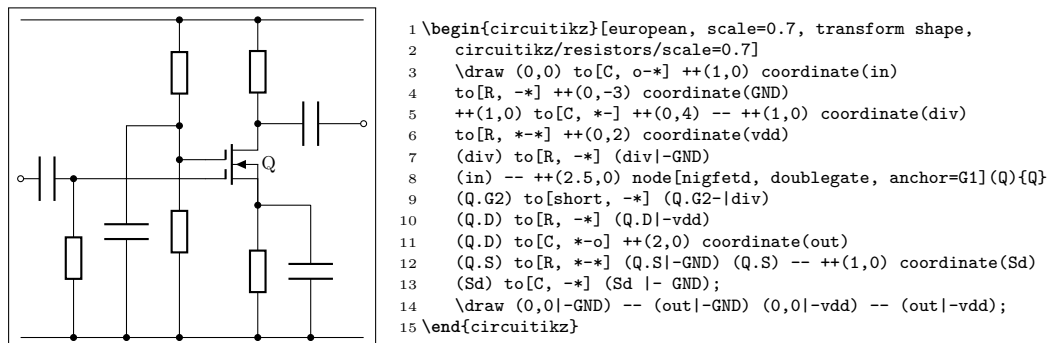 Q
1 \begin{circuitikz}[european, scale=0.7, transform shape,
2 circuitikz/resistors/scale=0.7]
3 \draw (0,0) to[C, o-*] ++(1,0) coordinate(in)
4 to[R, -*] ++(0,-3) coordinate(GND)
5 ++(1,0) to[C, *-] ++(0,4) -- ++(1,0) coordinate(div)
6 to[R, *-*] ++(0,2) coordinate(vdd)
7 (div) to[R, -*] (div|-GND)
8 (in) -- ++(2.5,0) node[nigfetd, doublegate, anchor=G1](Q){Q}
9 (Q.G2) to[short, -*] (Q.G2-|div)
10 (Q.D) to[R, -*] (Q.D|-vdd)
11 (Q.D) to[C, *-o] ++(2,0) coordinate(out)
12 (Q.S) to[R, *-*] (Q.S|-GND) (Q.S) -- ++(1,0) coordinate(Sd)
13 (Sd) to[C, -*] (Sd |- GND);
14 \draw (0,0|-GND) -- (out|-GND) (0,0|-vdd) -- (out|-vdd);
15 \end{circuitikz}